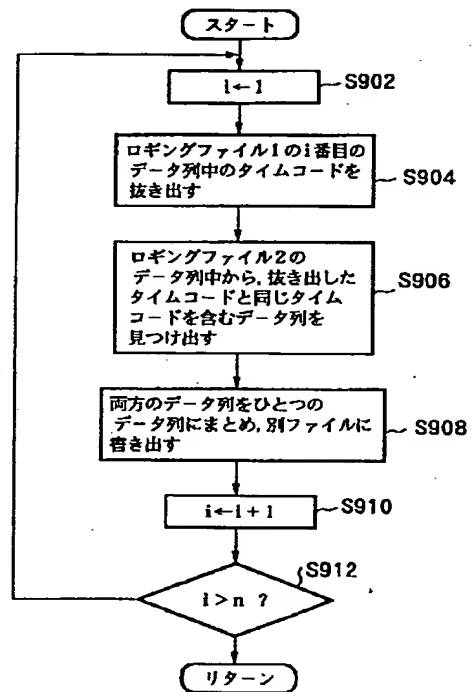 スタート
i←1
S902
ロギングファイル1のi番目の
データ列中のタイムコードを
抜き出す
S904
ロギングファイル2の
データ列中から,抜き出した
タイムコードと同じタイム
コードを含むデータ列を
見つけ出す
S906
両方のデータ列をひとつの
データ列にまとめ,別ファイルに
書き出す
S908
i←i+1
S910
S912
i>n ?
リターン